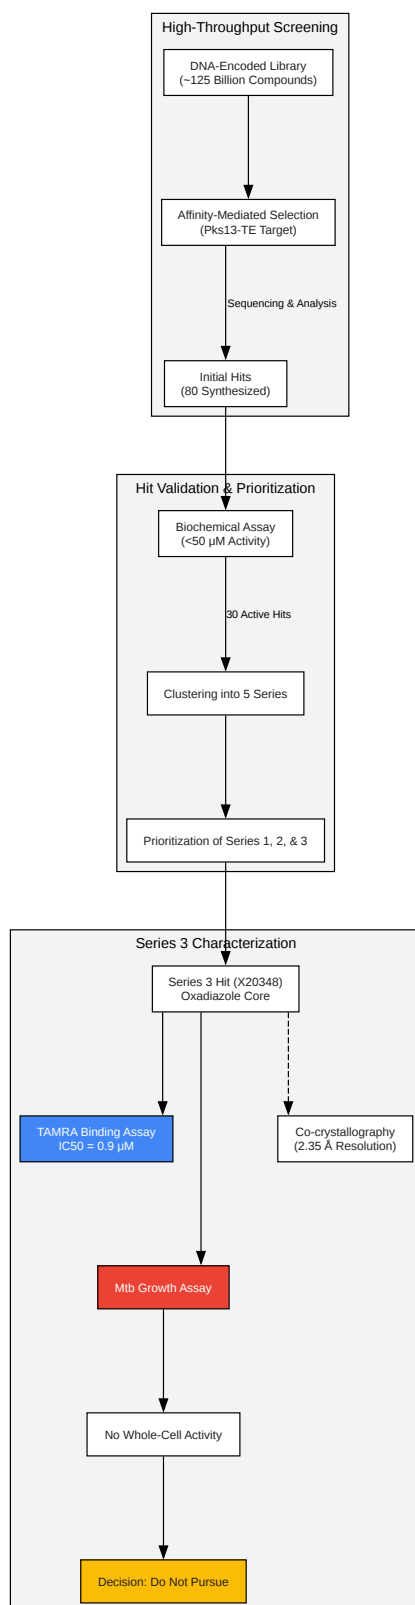 High-Throughput Screening
DNA-Encoded Library
(~125 Billion Compounds)
Affinity-Mediated Selection
(Pks13-TE Target)
Sequencing & Analysis
Initial Hits
(80 Synthesized)
Hit Validation & Prioritization
Biochemical Assay
(<50 μM Activity)
30 Active Hits
Clustering into 5 Series
Prioritization of Series 1, 2, & 3
Series 3 Characterization
Series 3 Hit (X20348)
Oxadiazole Core
TAMRA Binding Assay
IC50 = 0.9 μM
Co-crystallography
(2.35 Å Resolution)
Mtb Growth Assay
No Whole-Cell Activity
Decision: Do Not Pursue